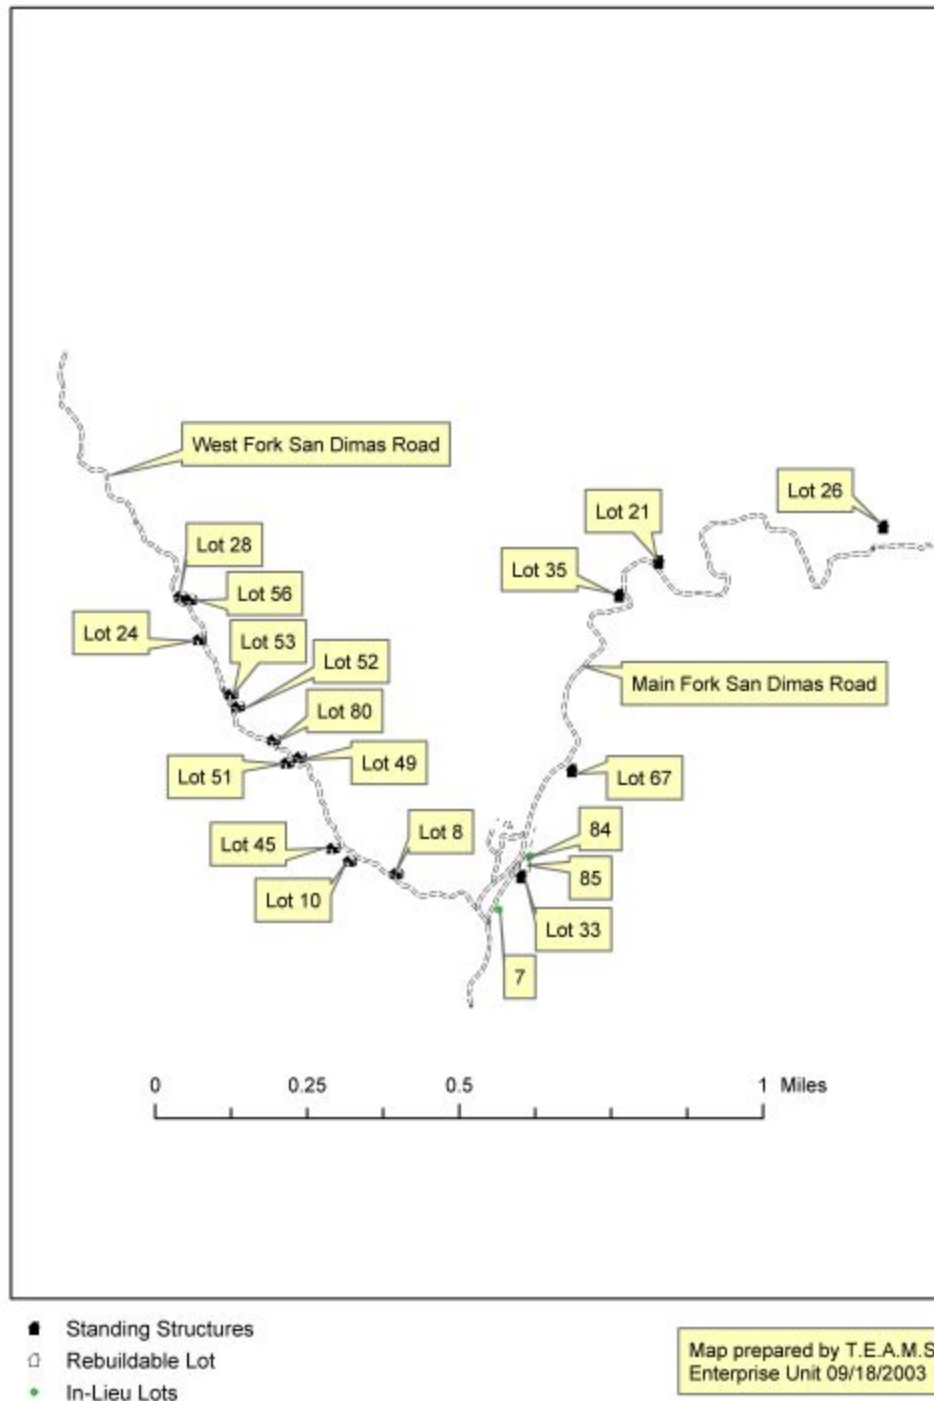 West Fork San Dimas Road
Lot 26
Lot 21
Lot 28
Lot 35
Lot 56
Lot 24
Lot 53
Lot 52
Main Fork San Dimas Road
Lot 80
Lot 49
Lot 51
Lot 67
Lot 8
84
Lot 45
85
Lot 10
Lot 33
7
0 0.25 0.5 1 Miles
Standing Structures
Rebuildable Lot
In-Lieu Lots
Map prepared by T.E.A.M.S
Enterprise Unit 09/18/2003